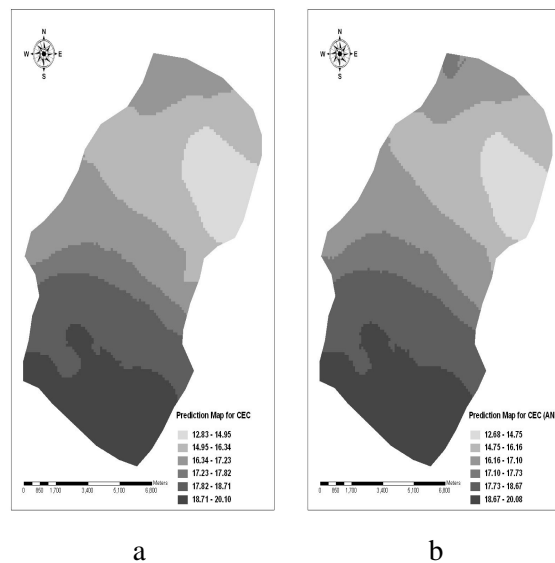 N
W E
S
Prediction Map for CEC
12.83 - 14.95
14.95 - 16.34
16.34 - 17.23
17.23 - 17.82
17.82 - 18.71
18.71 - 20.10
Meters
0 850 1,700 3,400 5,100 6,800
a
N
W E
S
Prediction Map for CEC (AN
12.68 - 14.75
14.75 - 16.16
16.16 - 17.10
17.10 - 17.73
17.73 - 18.67
18.67 - 20.08
Meters
0 850 1,700 3,400 5,100 6,800
b